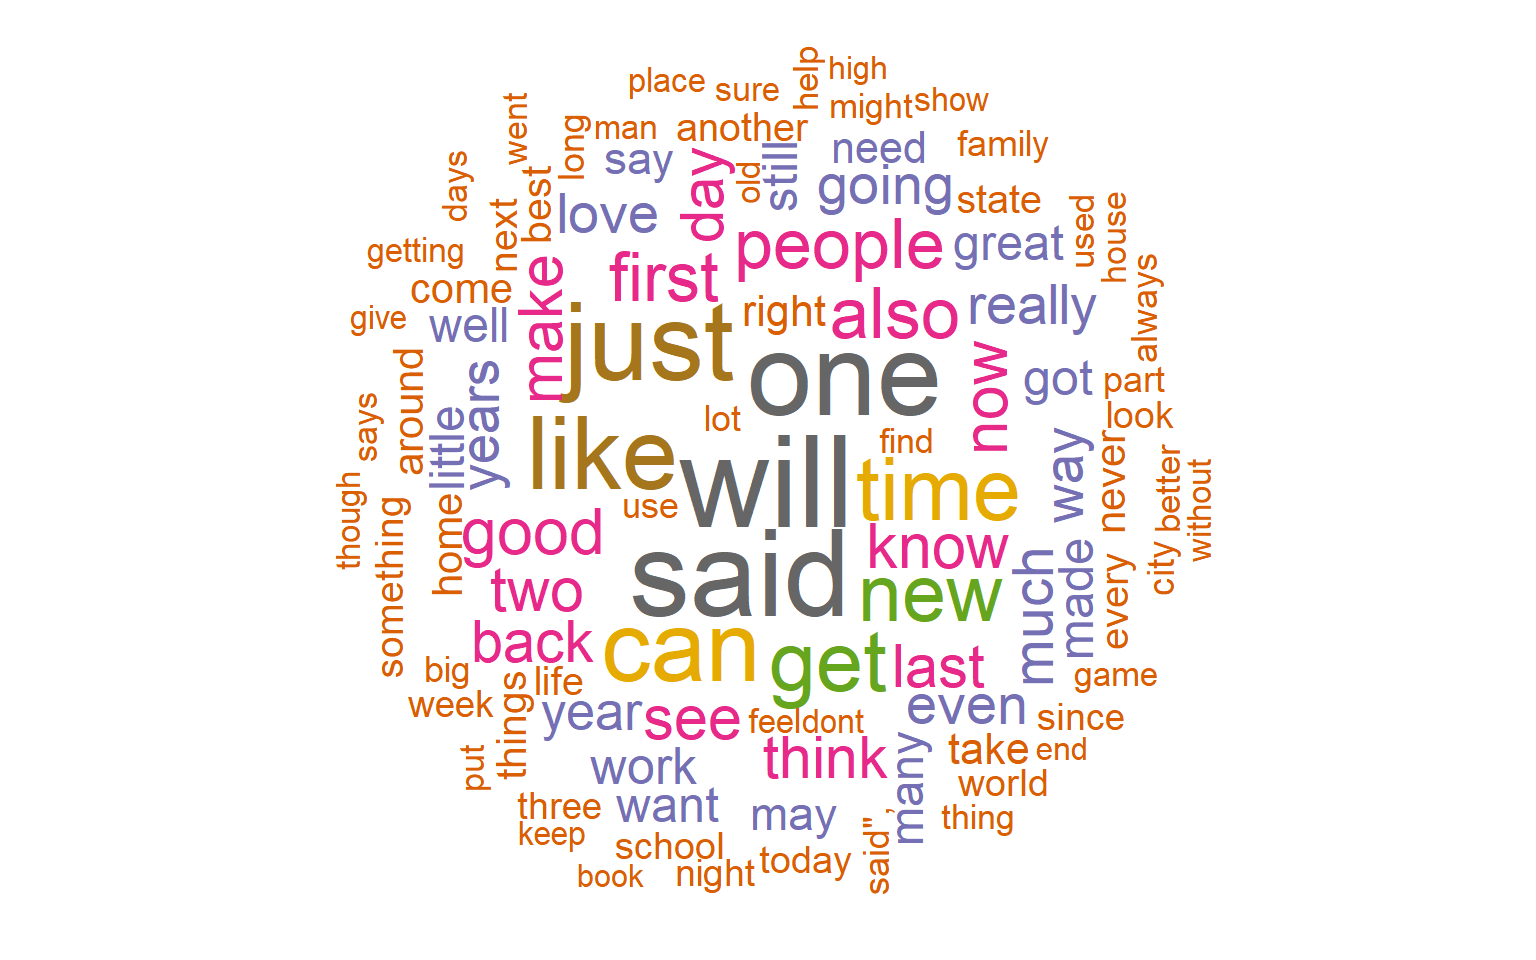 help
high
place
sure
might
show
went
long
man
another
say
still
need
family
days
best
love
day
old
going
state
used
house
next
getting
make
first
people
great
come
right
also
really
always
give
well
just
one
now
got
part
look
around
years
little
says
like
lot
will
find
time
way
never
better
without
though
something
home
good
use
said
know
new
much
made
every
city
two
back
can
get
last
game
big
life
week
things
year
see
feel
dont
even
since
think
many
take
end
put
work
world
three
want
may
said"
,
thing
keep
school
night
today
book